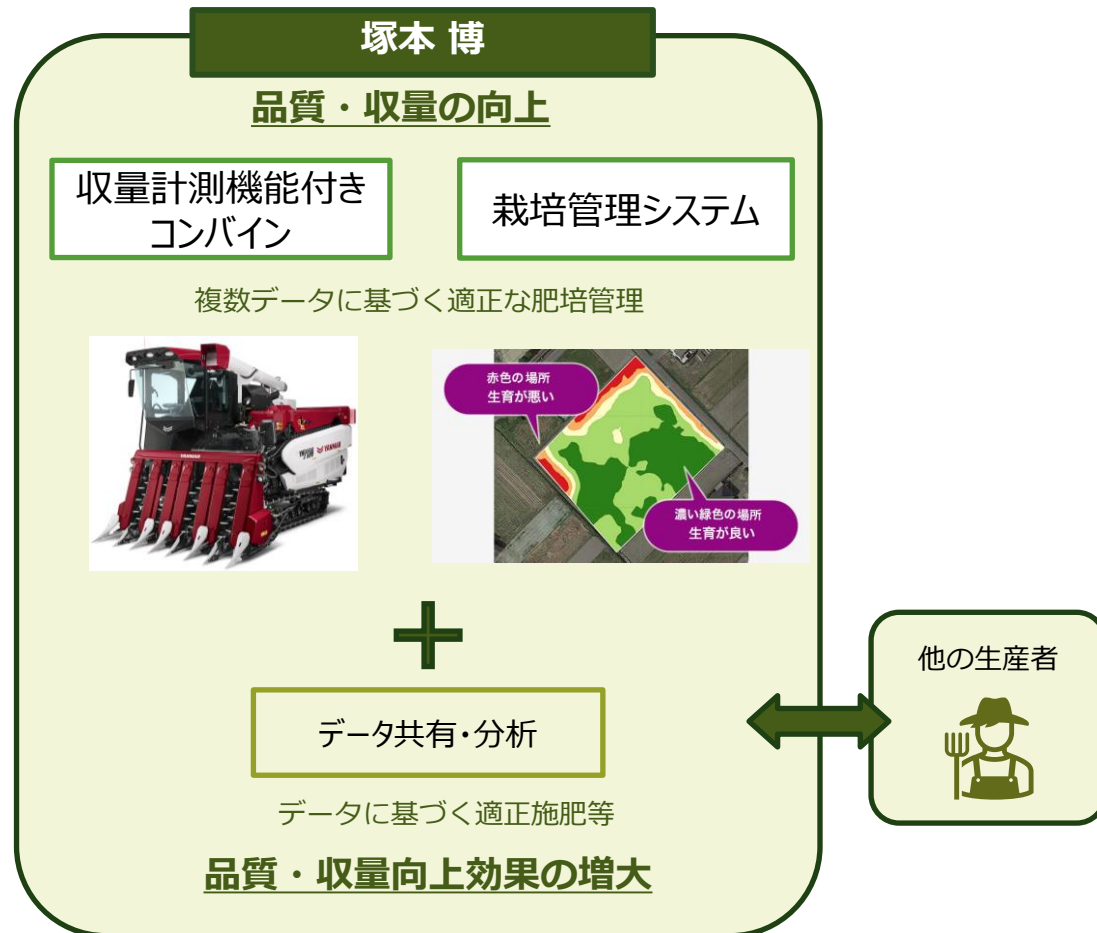 塚本 博
品質・収量の向上
収量計測機能付き
コンバイン
栽培管理システム
複数データに基づく適正な肥培管理
YANMAR
YANMAR
赤色の場所
生育が悪い
濃い緑色の場所
生育が良い
データ共有・分析
データに基づく適正施肥等
品質・収量向上効果の増大
他の生産者